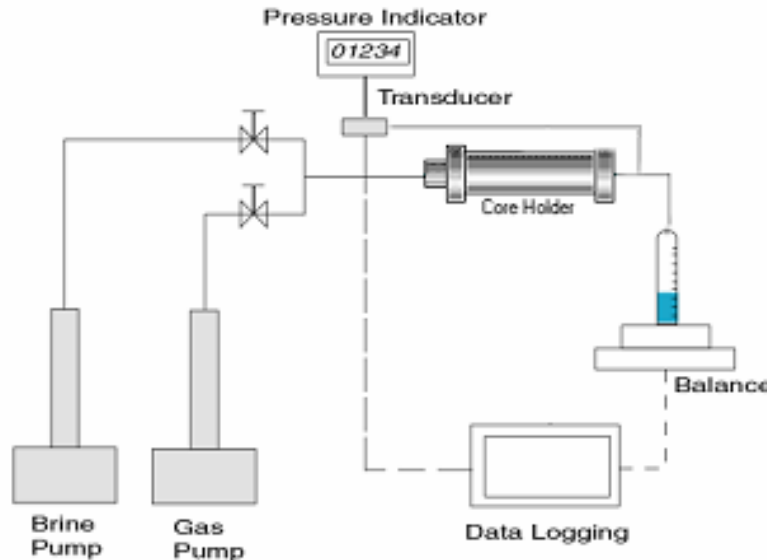 Pressure Indicator
01234
Transducer
Core Holder
Balance
Brine
Pump
Gas
Pump
Data Logging